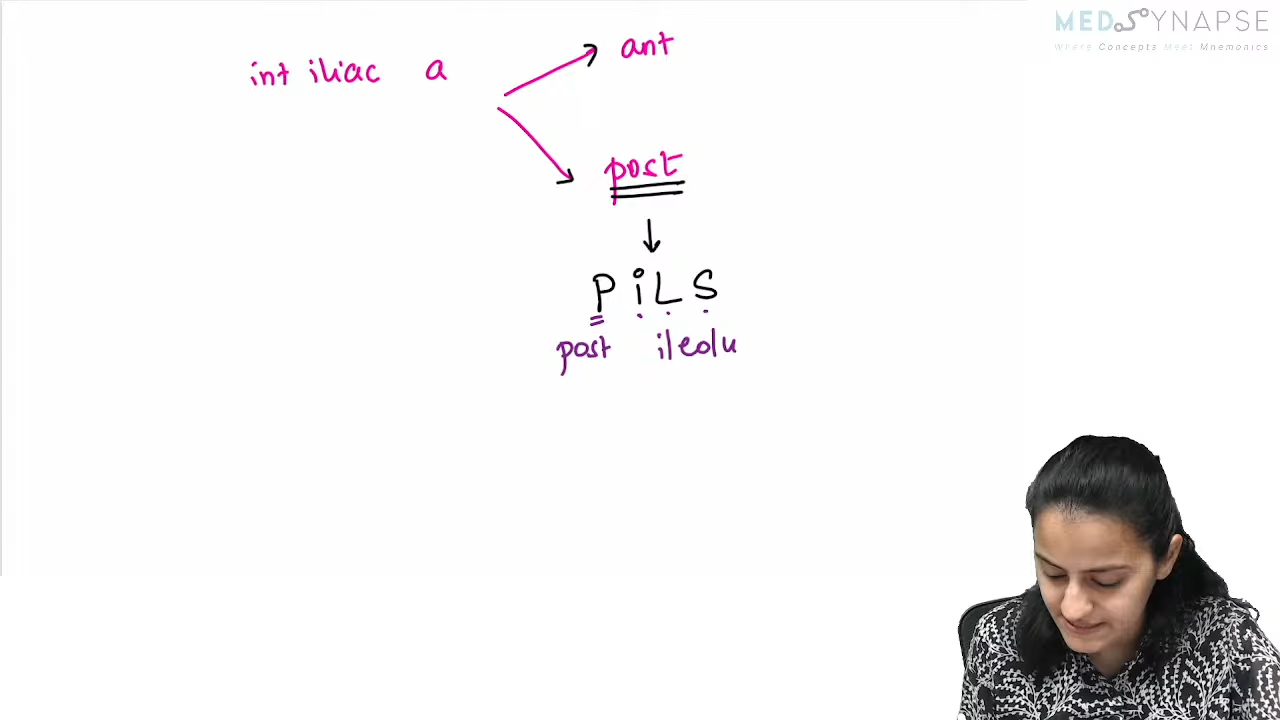 MEDSYNAPSE
Where Concepts Meet Mnemonics
int iliac a
ant
post
PiLS
post ileolu